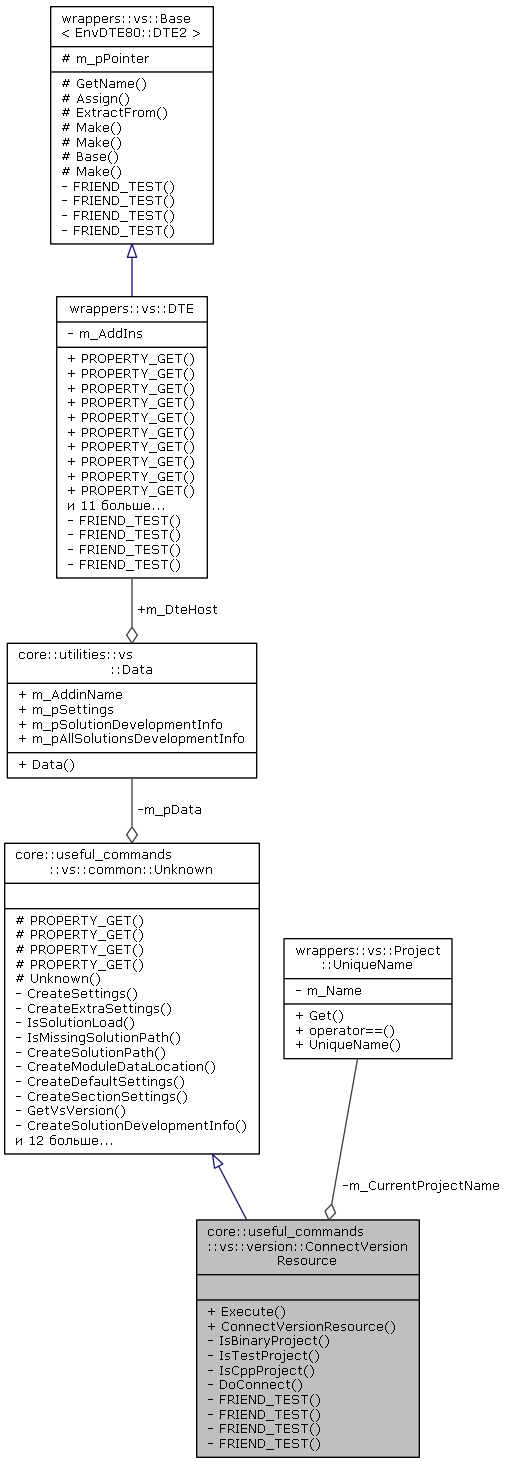 wrappers::vs::Base
< EnvDTE80::DTE2 >
# m_pPointer
# GetName()
# Assign()
# ExtractFrom()
# Make()
# Make()
# Base()
# Make()
- FRIEND_TEST()
- FRIEND_TEST()
- FRIEND_TEST()
- FRIEND_TEST()
wrappers::vs::DTE
- m_AddIns
+ PROPERTY_GET()
+ PROPERTY_GET()
+ PROPERTY_GET()
+ PROPERTY_GET()
+ PROPERTY_GET()
+ PROPERTY_GET()
+ PROPERTY_GET()
+ PROPERTY_GET()
+ PROPERTY_GET()
+ PROPERTY_GET()
и 11 больше...
- FRIEND_TEST()
- FRIEND_TEST()
- FRIEND_TEST()
- FRIEND_TEST()
+m_DteHost
core::utilities::vs
::Data
+ m_AddinName
+ m_pSettings
+ m_pSolutionDevelopmentInfo
+ m_pAllSolutionsDevelopmentInfo
+ Data()
-m_pData
core::useful_commands
::vs::common::Unknown
# PROPERTY_GET()
# PROPERTY_GET()
# PROPERTY_GET()
# PROPERTY_GET()
# Unknown()
- CreateSettings()
- CreateExtraSettings()
- IsSolutionLoad()
- IsMissingSolutionPath()
- CreateSolutionPath()
- CreateModuleDataLocation()
- CreateDefaultSettings()
- CreateSectionSettings()
- GetVsVersion()
- CreateSolutionDevelopmentInfo()
и 12 больше...
wrappers::vs::Project
::UniqueName
- m_Name
+ Get()
+ operator==()
+ UniqueName()
-m_CurrentProjectName
core::useful_commands
::vs::version::ConnectVersion
Resource
+ Execute()
+ ConnectVersionResource()
- IsBinaryProject()
- IsTestProject()
- IsCppProject()
- DoConnect()
- FRIEND_TEST()
- FRIEND_TEST()
- FRIEND_TEST()
- FRIEND_TEST()